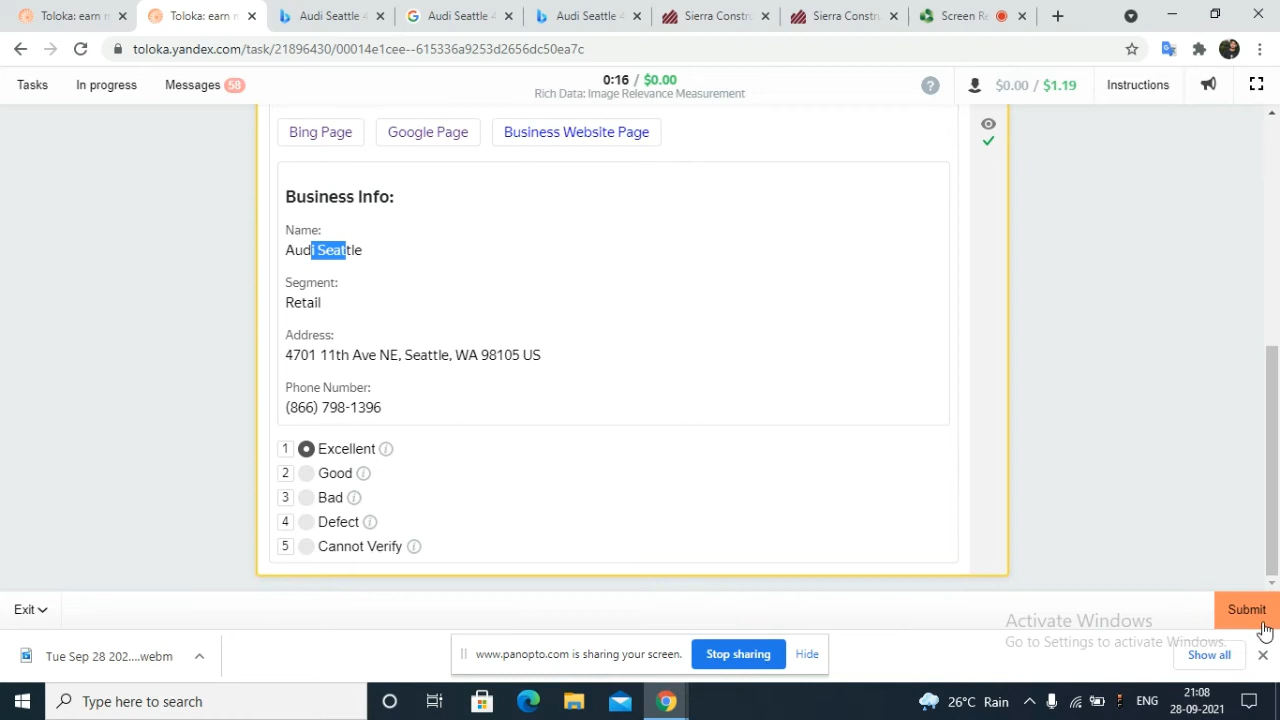 Toloka: earn n
Toloka: earn n
Audi Seattle 4
Audi Seattle 4
Audi Seattle 4
Sierra Constru
Sierra Constru
Screen Re
toloka.yandex.com/task/21896430/00014e1cee--615336a9253d2656dc50ea7c
Tasks In progress Messages 58
0:16 / $0.00
Rich Data: Image Relevance Measurement
$0.00 / $1.19 Instructions
Bing Page Google Page Business Website Page
Business Info:
Name:
Audi Seattle
Segment:
Retail
Address:
4701 11th Ave NE, Seattle, WA 98105 US
Phone Number:
(866) 798-1396
1 Excellent
2 Good
3 Bad
4 Defect
5 Cannot Verify
Exit
Submit
Activate Windows
Go to Settings to activate Windows.
Tue Sep 28 202....webm
www.panopto.com is sharing your screen. Stop sharing Hide
Show all
Type here to search
26°C Rain
ENG
21:08
28-09-2021